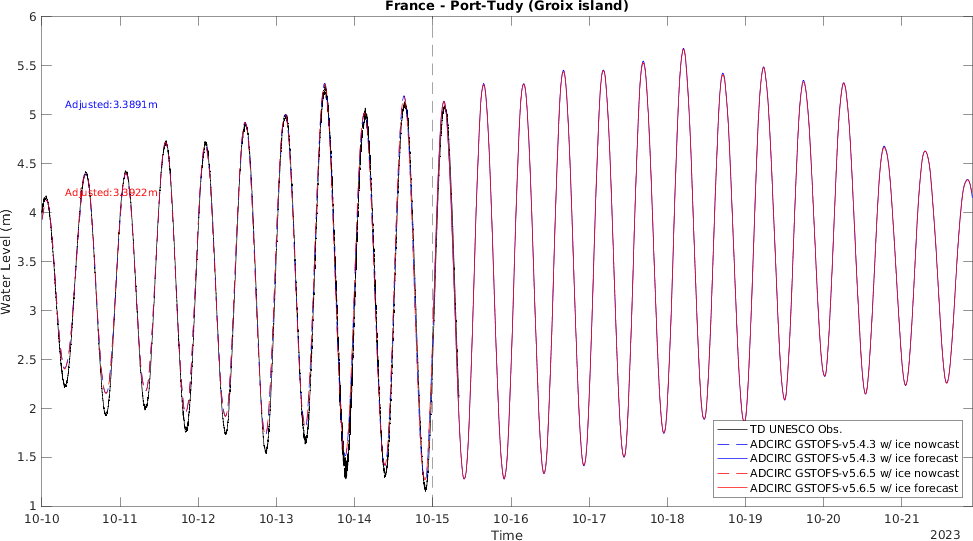 France - Port-Tudy (Groix island)
6
5.5
5
4.5
4
3.5
3
2.5
2
1.5
1
Water Level (m)
Adjusted:3.3891m
Adjusted:3.3922m
TD UNESCO Obs.
ADCIRC GSTOFS-v5.4.3 w/ ice nowcast
ADCIRC GSTOFS-v5.4.3 w/ ice forecast
ADCIRC GSTOFS-v5.6.5 w/ ice nowcast
ADCIRC GSTOFS-v5.6.5 w/ ice forecast
10-10 10-11 10-12 10-13 10-14 10-15 10-16 10-17 10-18 10-19 10-20 10-21
Time
2023